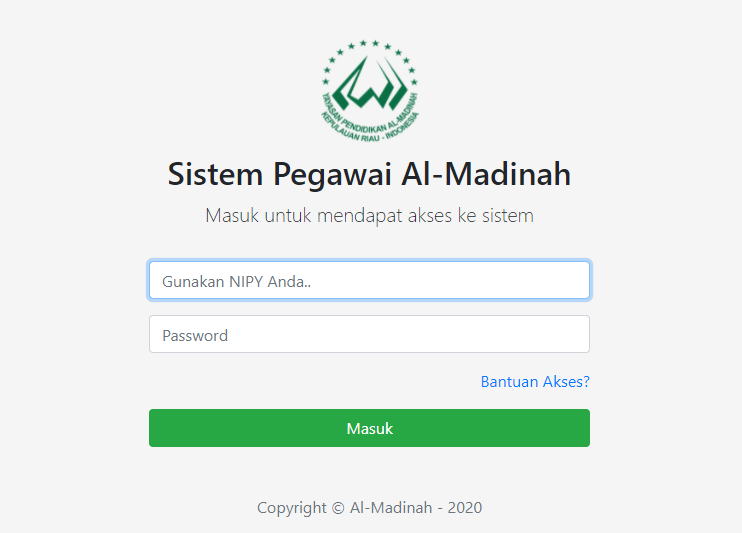 YAYASAN PENDIDIKAN AL-MADINAH
KEPULAUAN RIAU - INDONESIA
Sistem Pegawai Al-Madinah
Masuk untuk mendapat akses ke sistem
Gunakan NIPY Anda..
Password
Bantuan Akses?
Masuk
Copyright © Al-Madinah - 2020